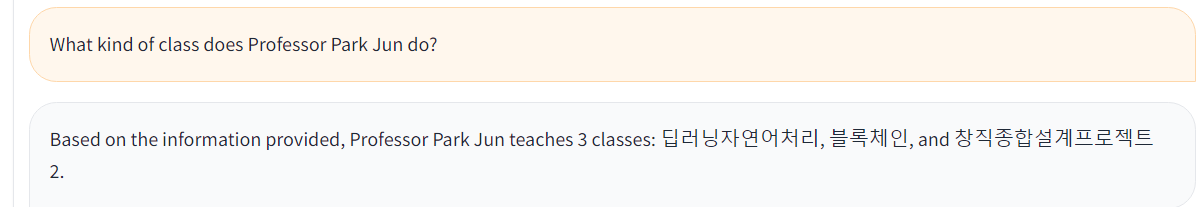 What kind of class does Professor Park Jun do?
Based on the information provided, Professor Park Jun teaches 3 classes: 딥러닝자연어처리, 블록체인, and 창직종합설계프로젝트
2.